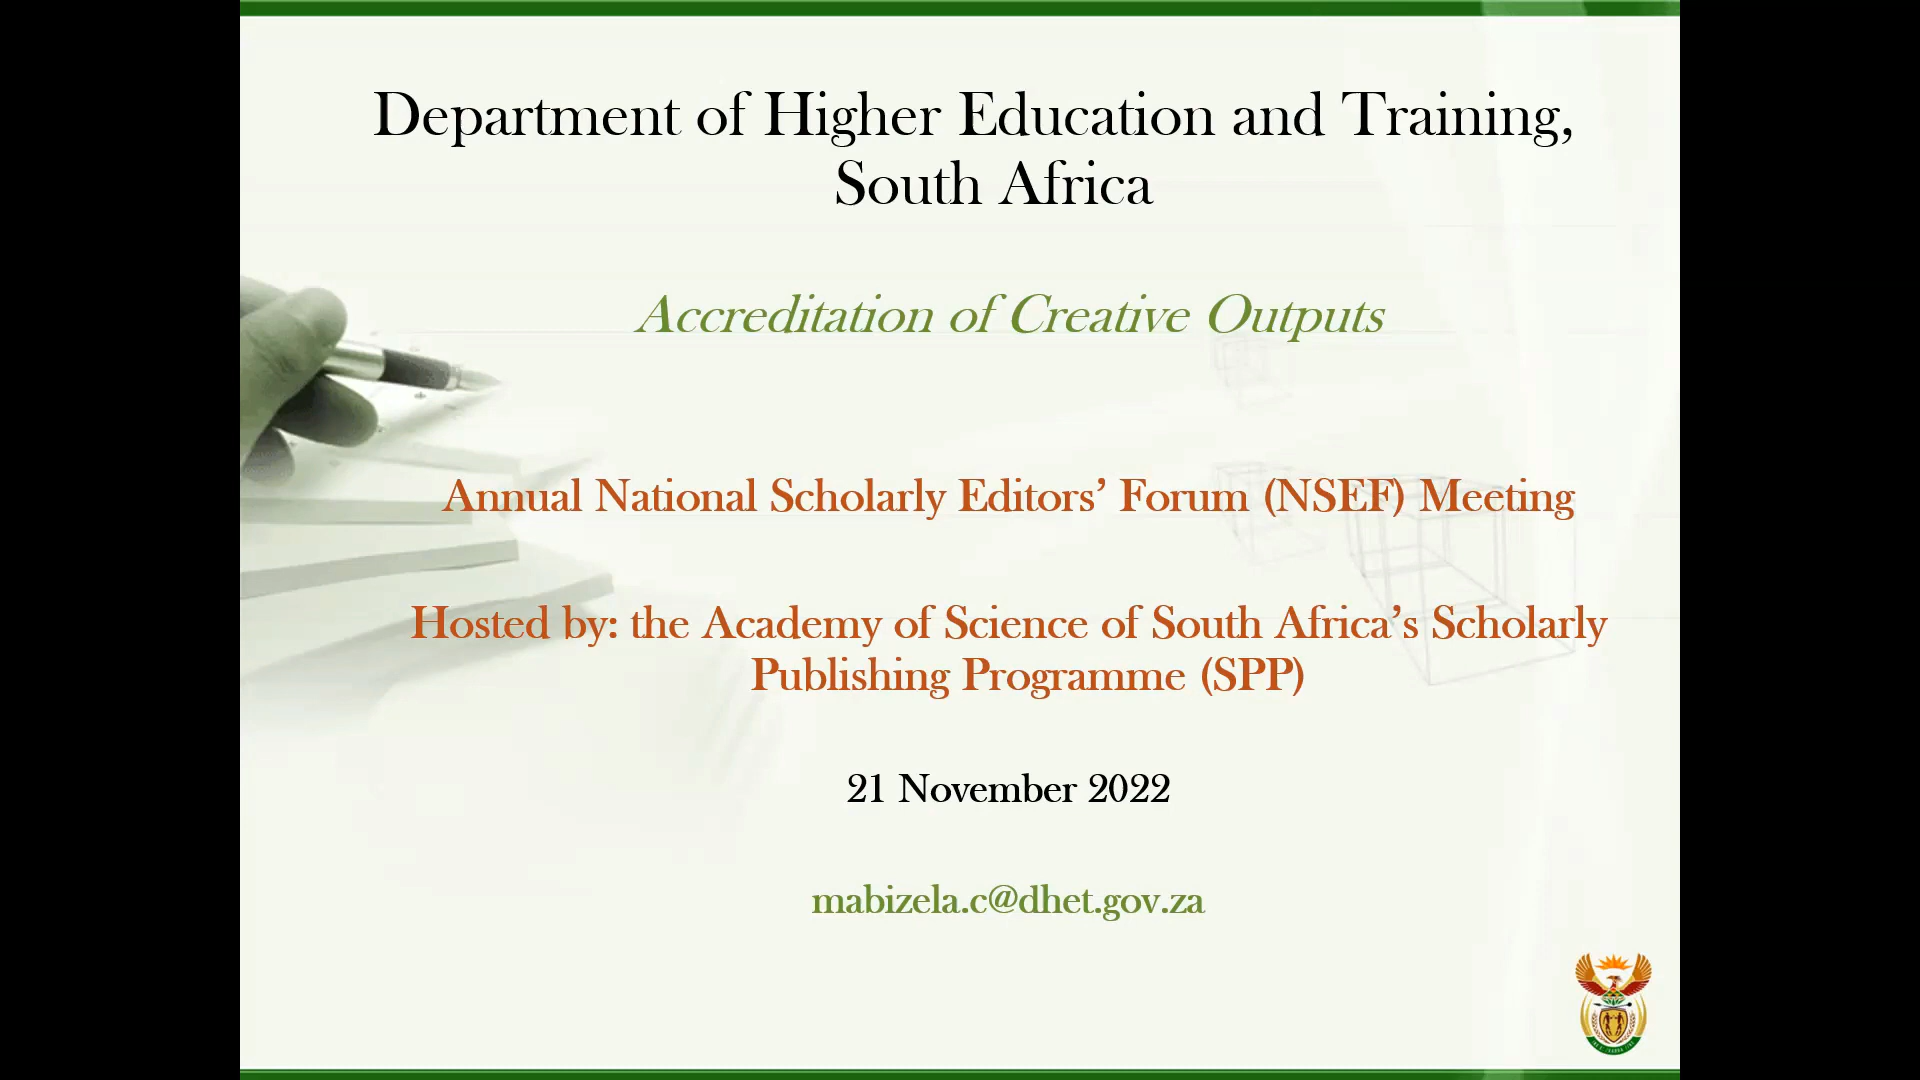 Department of Higher Education and Training,
South Africa
Accreditation of Creative Outputs
Annual National Scholarly Editors’ Forum (NSEF) Meeting
Hosted by: the Academy of Science of South Africa’s Scholarly
Publishing Programme (SPP)
21 November 2022
mabizela.c@dhet.gov.za